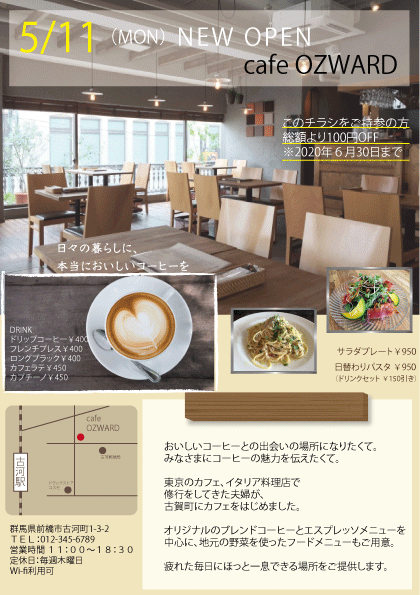 5/11 (MON) NEW OPEN
cafe OZWARD
このチラシをご持参の方
総額より100円OFF
※2020年6月30日まで
日々の暮らしに、
本当においしいコーヒーを
DRINK
ドリップコーヒー￥400
フレンチプレス￥400
ロングブラック￥400
カフェラテ￥450
カプチーノ￥450
サラダプレート￥950
日替わりパスタ ￥950
(ドリンクセット ￥150引き)
cafe
OZWARD
古河駅
群馬県前橋市古河町1-3-2
ＴＥＬ：012-345-6789
営業時間 １１：００～１８：３０
定休日：毎週木曜日
Wi-fi利用可
おいしいコーヒーとの出会いの場所になりたくて。
みなさまにコーヒーの魅力を伝えたくて。
東京のカフェ、イタリア料理店で
修行をしてきた夫婦が、
古賀町にカフェをはじめました。
オリジナルのブレンドコーヒーとエスプレッソメニューを
中心に、地元の野菜を使ったフードメニューもご用意。
疲れた毎日にほっと一息できる場所をご提供します。